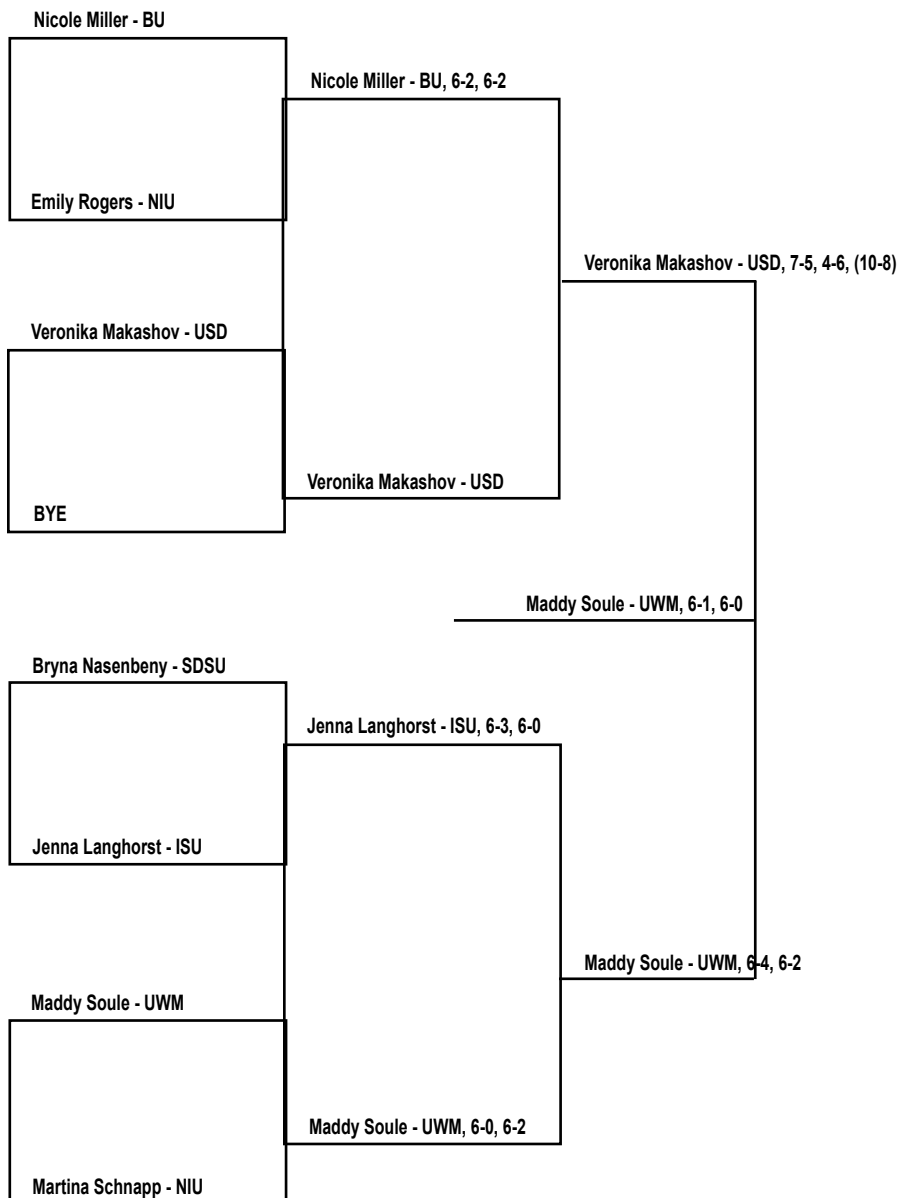 Nicole Miller - BU
Nicole Miller - BU, 6-2, 6-2
Emily Rogers - NIU
Veronika Makashov - USD, 7-5, 4-6, (10-8)
Veronika Makashov - USD
Veronika Makashov - USD
BYE
Maddy Soule - UWM, 6-1, 6-0
Bryna Nasenbeny - SDSU
Jenna Langhorst - ISU, 6-3, 6-0
Jenna Langhorst - ISU
Maddy Soule - UWM, 6-4, 6-2
Maddy Soule - UWM
Maddy Soule - UWM, 6-0, 6-2
Martina Schnapp - NIU